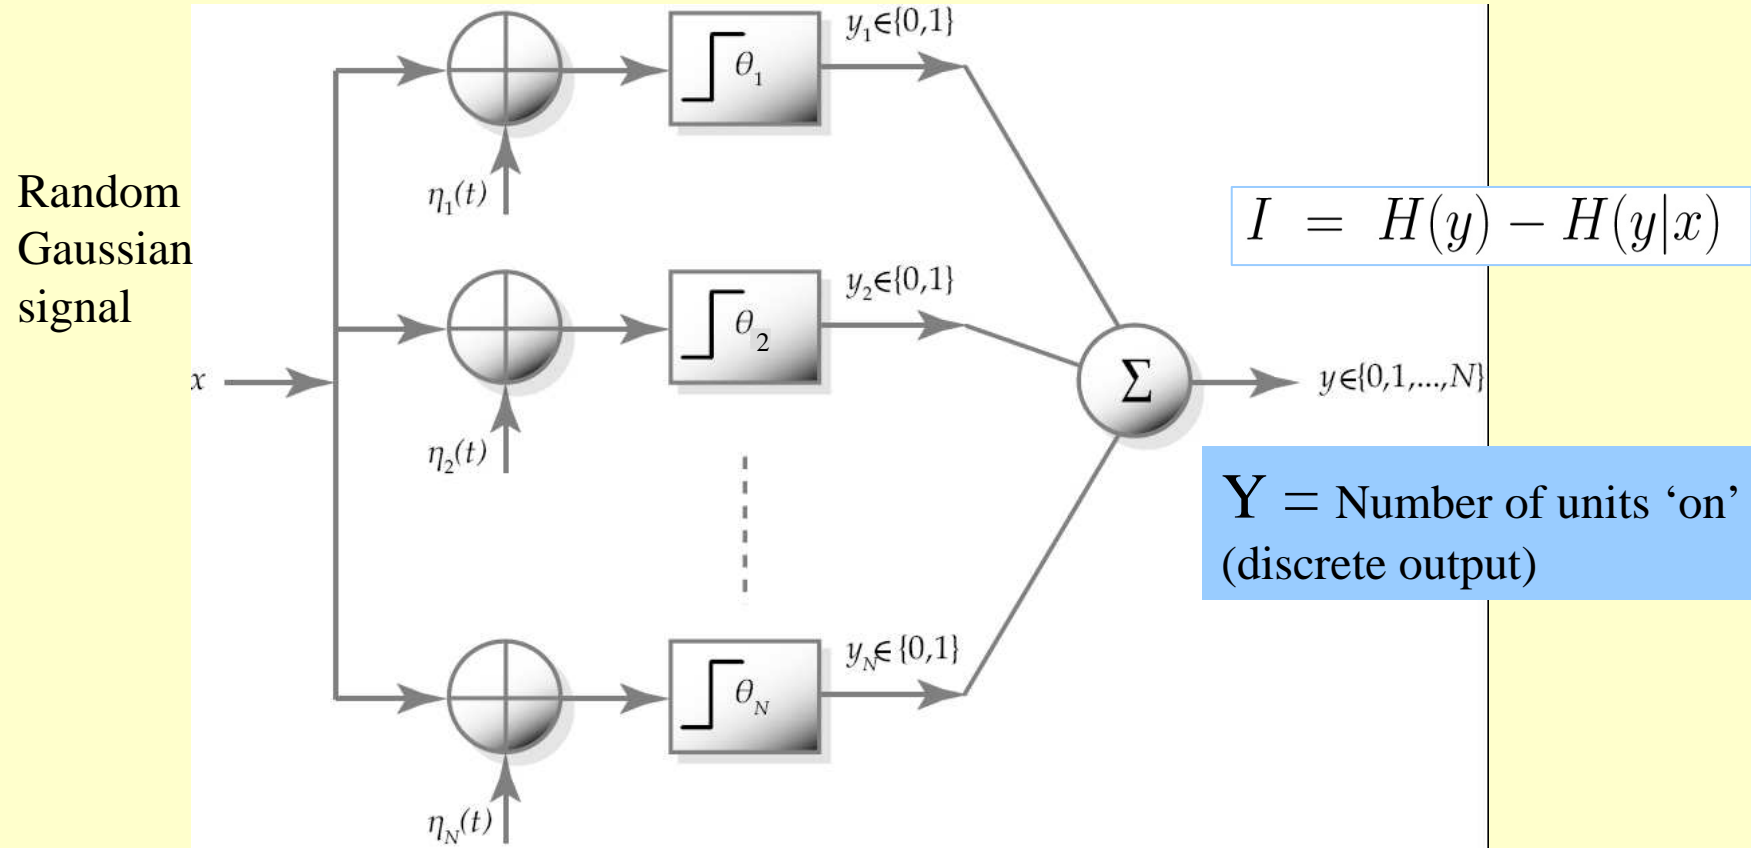 Random
Gaussian
signal
x
η₁(t)
θ₁
y₁∈{0,1}
η₂(t)
θ₂
y₂∈{0,1}
η_N(t)
θ_N
y_N∈{0,1}
Σ
y∈{0,1,...,N}
I = H(y) − H(y|x)
Y = Number of units ‘on’
(discrete output)